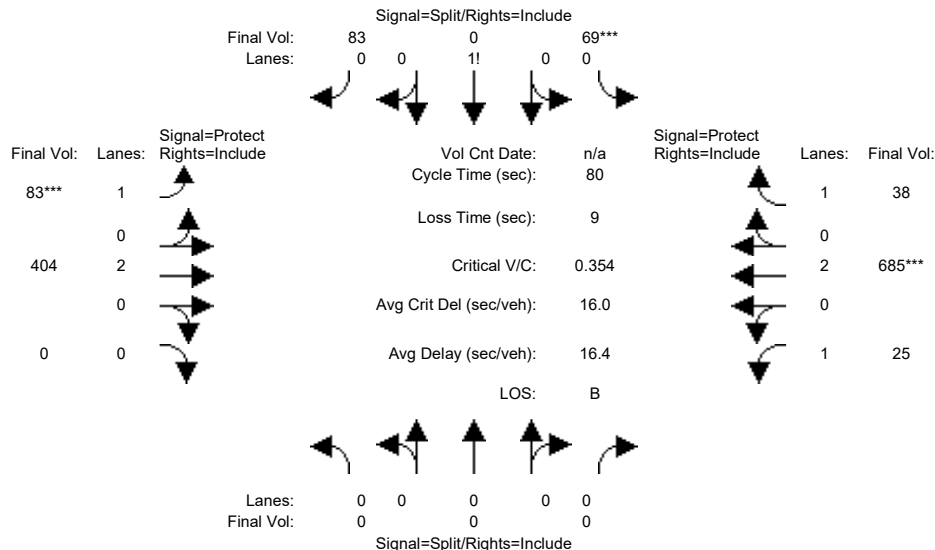 Signal=Split/Rights=Include
Final Vol: 83 0 69***
Lanes: 0 0 1! 0 0
Signal=Protect Signal=Protect
Final Vol: Lanes: Rights=Include Vol Cnt Date: n/a Rights=Include Lanes: Final Vol:
Cycle Time (sec): 80
83*** 1 1 38
Loss Time (sec): 9
0 0
404 2 Critical V/C: 0.354 2 685***
0 Avg Crit Del (sec/veh): 16.0 0
0 0 Avg Delay (sec/veh): 16.4 1 25
LOS: B
Lanes: 0 0 0 0 0
Final Vol: 0 0 0
Signal=Split/Rights=Include